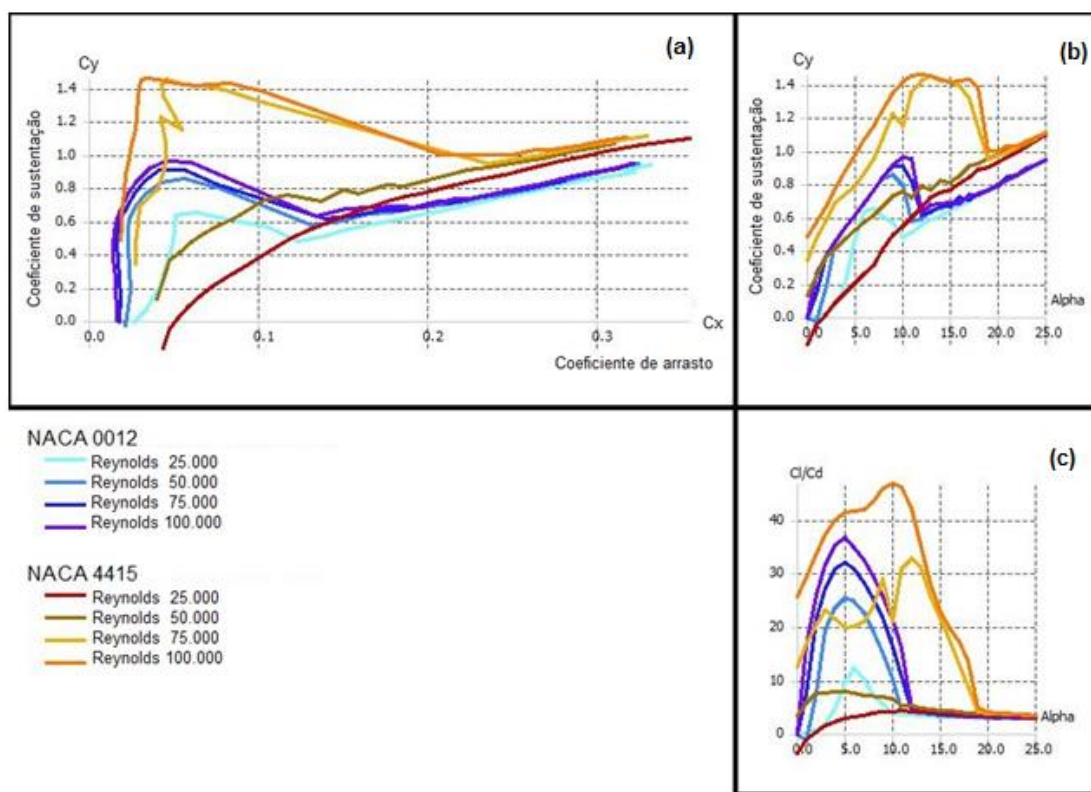 (a)
Cy
Coeficiente de sustentação
1.4
1.2
1.0
0.8
0.6
0.4
0.2
0.0
0.0 0.1 0.2 0.3
Cx
Coeficiente de arrasto
(b)
Cy
Coeficiente de sustentação
1.4
1.2
1.0
0.8
0.6
0.4
0.2
0.0
Alpha
0.0 5.0 10.0 15.0 20.0 25.0
NACA 0012
Reynolds 25.000
Reynolds 50.000
Reynolds 75.000
Reynolds 100.000
NACA 4415
Reynolds 25.000
Reynolds 50.000
Reynolds 75.000
Reynolds 100.000
(c)
Cl/Cd
40
30
20
10
0
Alpha
0.0 5.0 10.0 15.0 20.0 25.0